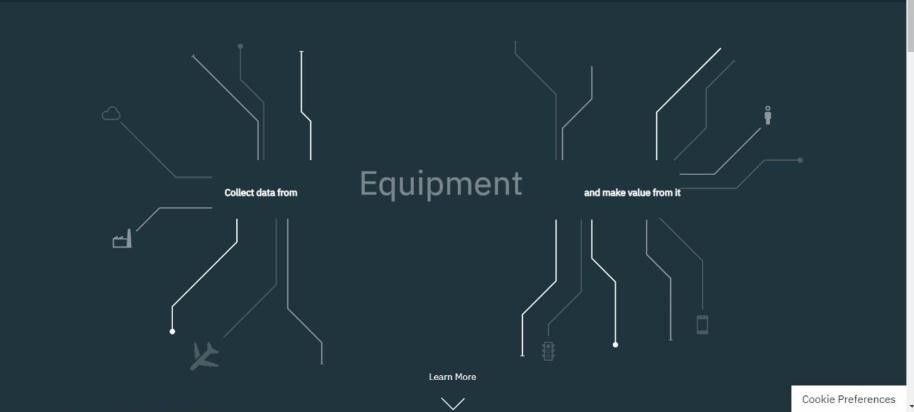 Collect data from
Equipment
and make value from it
Learn More
Cookie Preferences